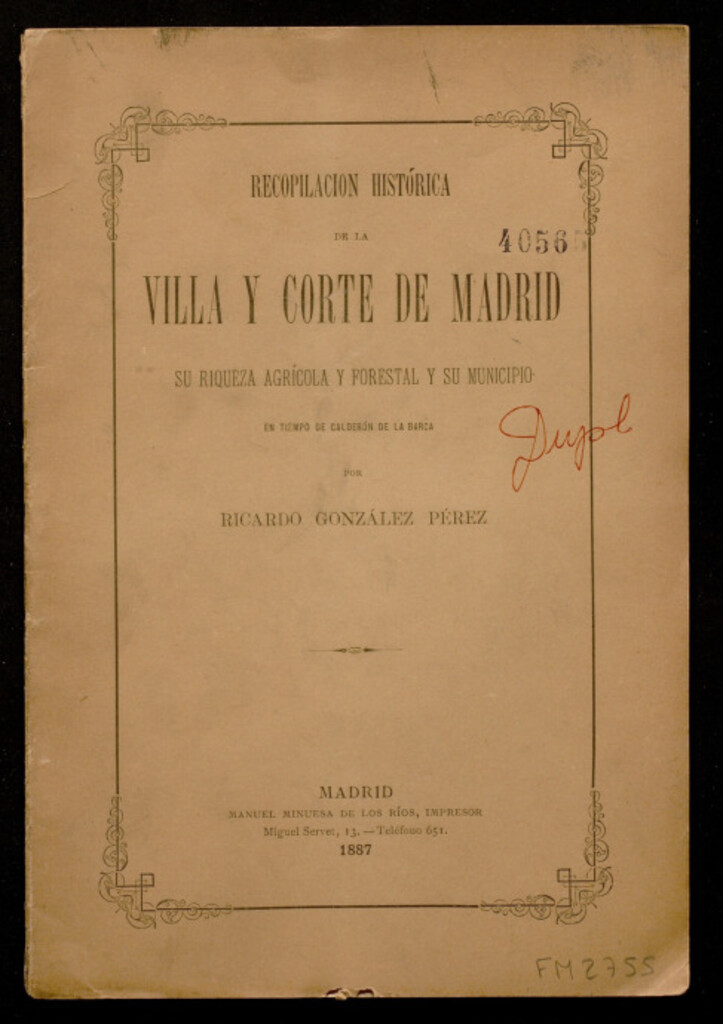 RECOPILACION HISTÓRICA
DE LA
40565
VILLA Y CORTE DE MADRID
SU RIQUEZA AGRÍCOLA Y FORESTAL Y SU MUNICIPIO
EN TIEMPO DE CALDERÓN DE LA BARCA
Dupl
POR
RICARDO GONZÁLEZ PÉREZ
MADRID
MANUEL MINUESA DE LOS RÍOS, IMPRESOR
Miguel Servet, 13. — Teléfono 651.
1887
FM2755